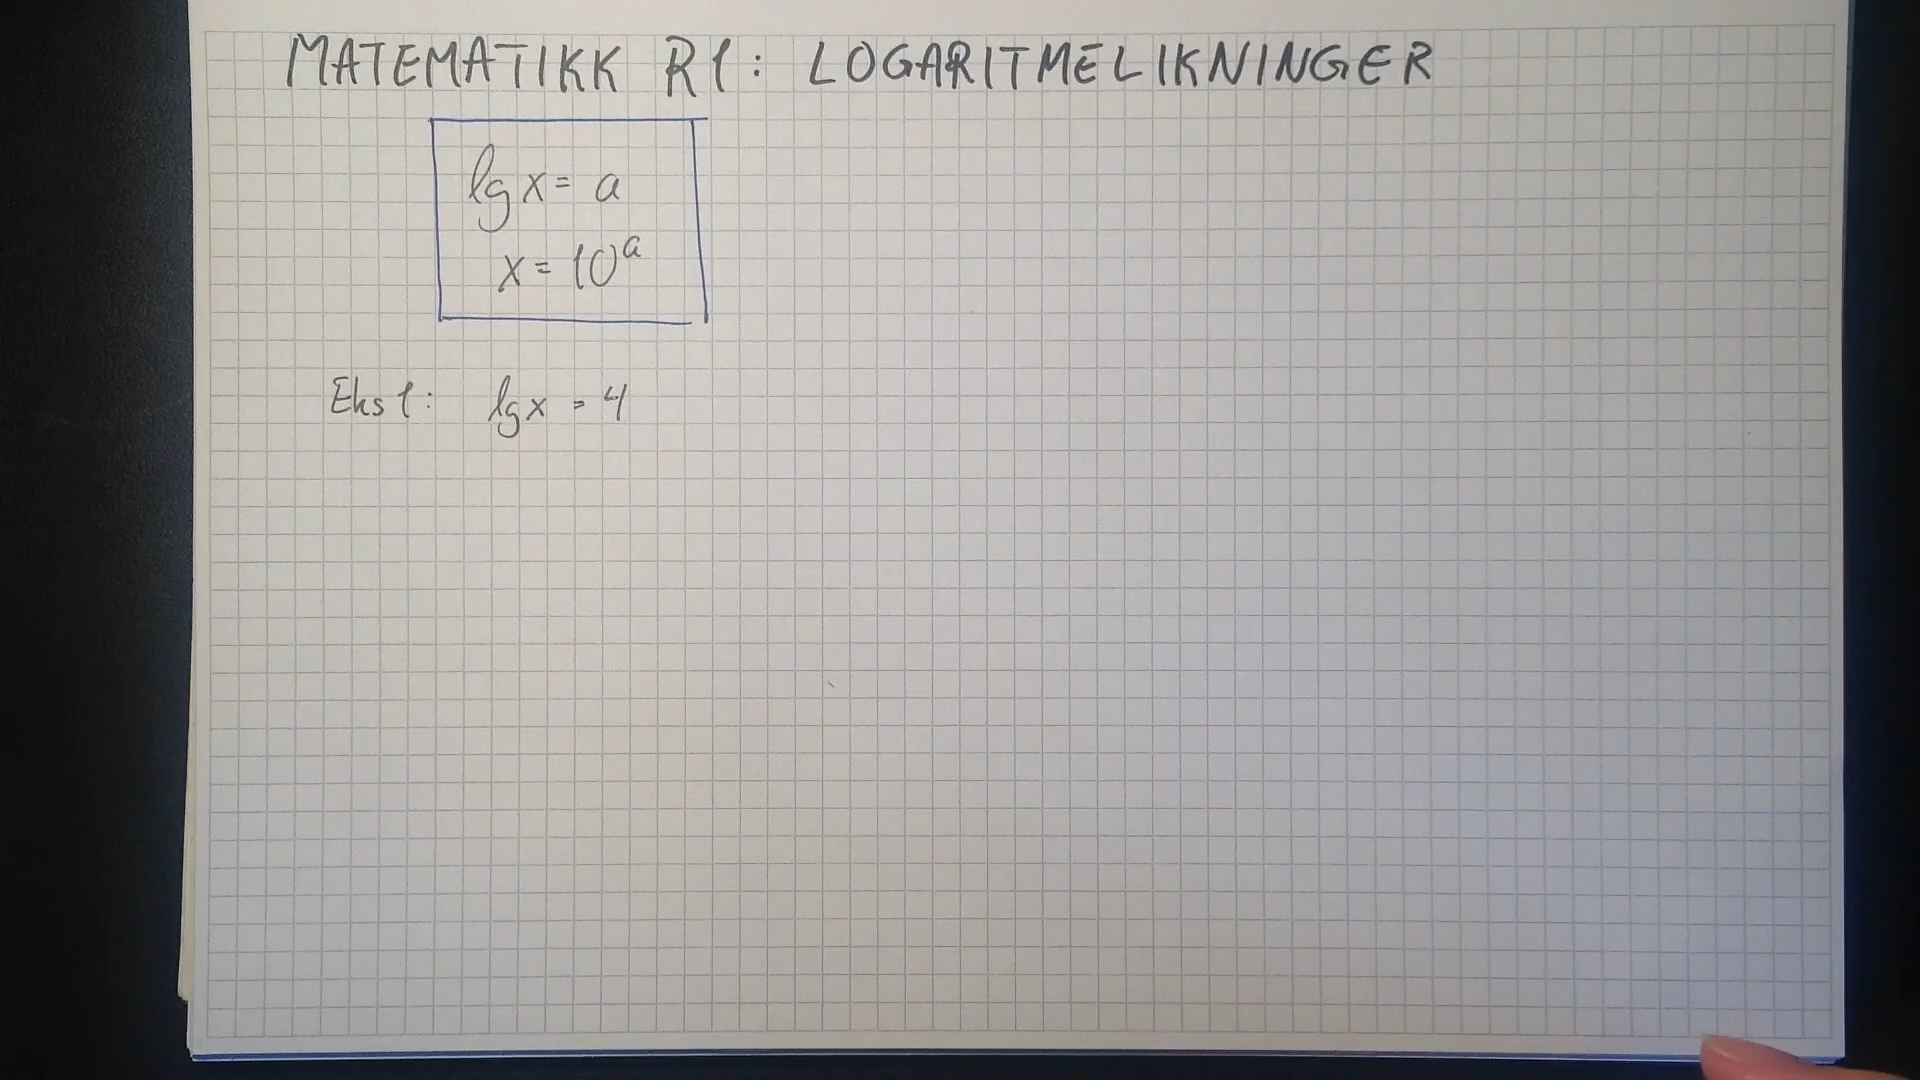 MATEMATIKK R1: LOGARITMELIKNINGER
lg x = a
x = 10^a
Eks 1: lg x = 4